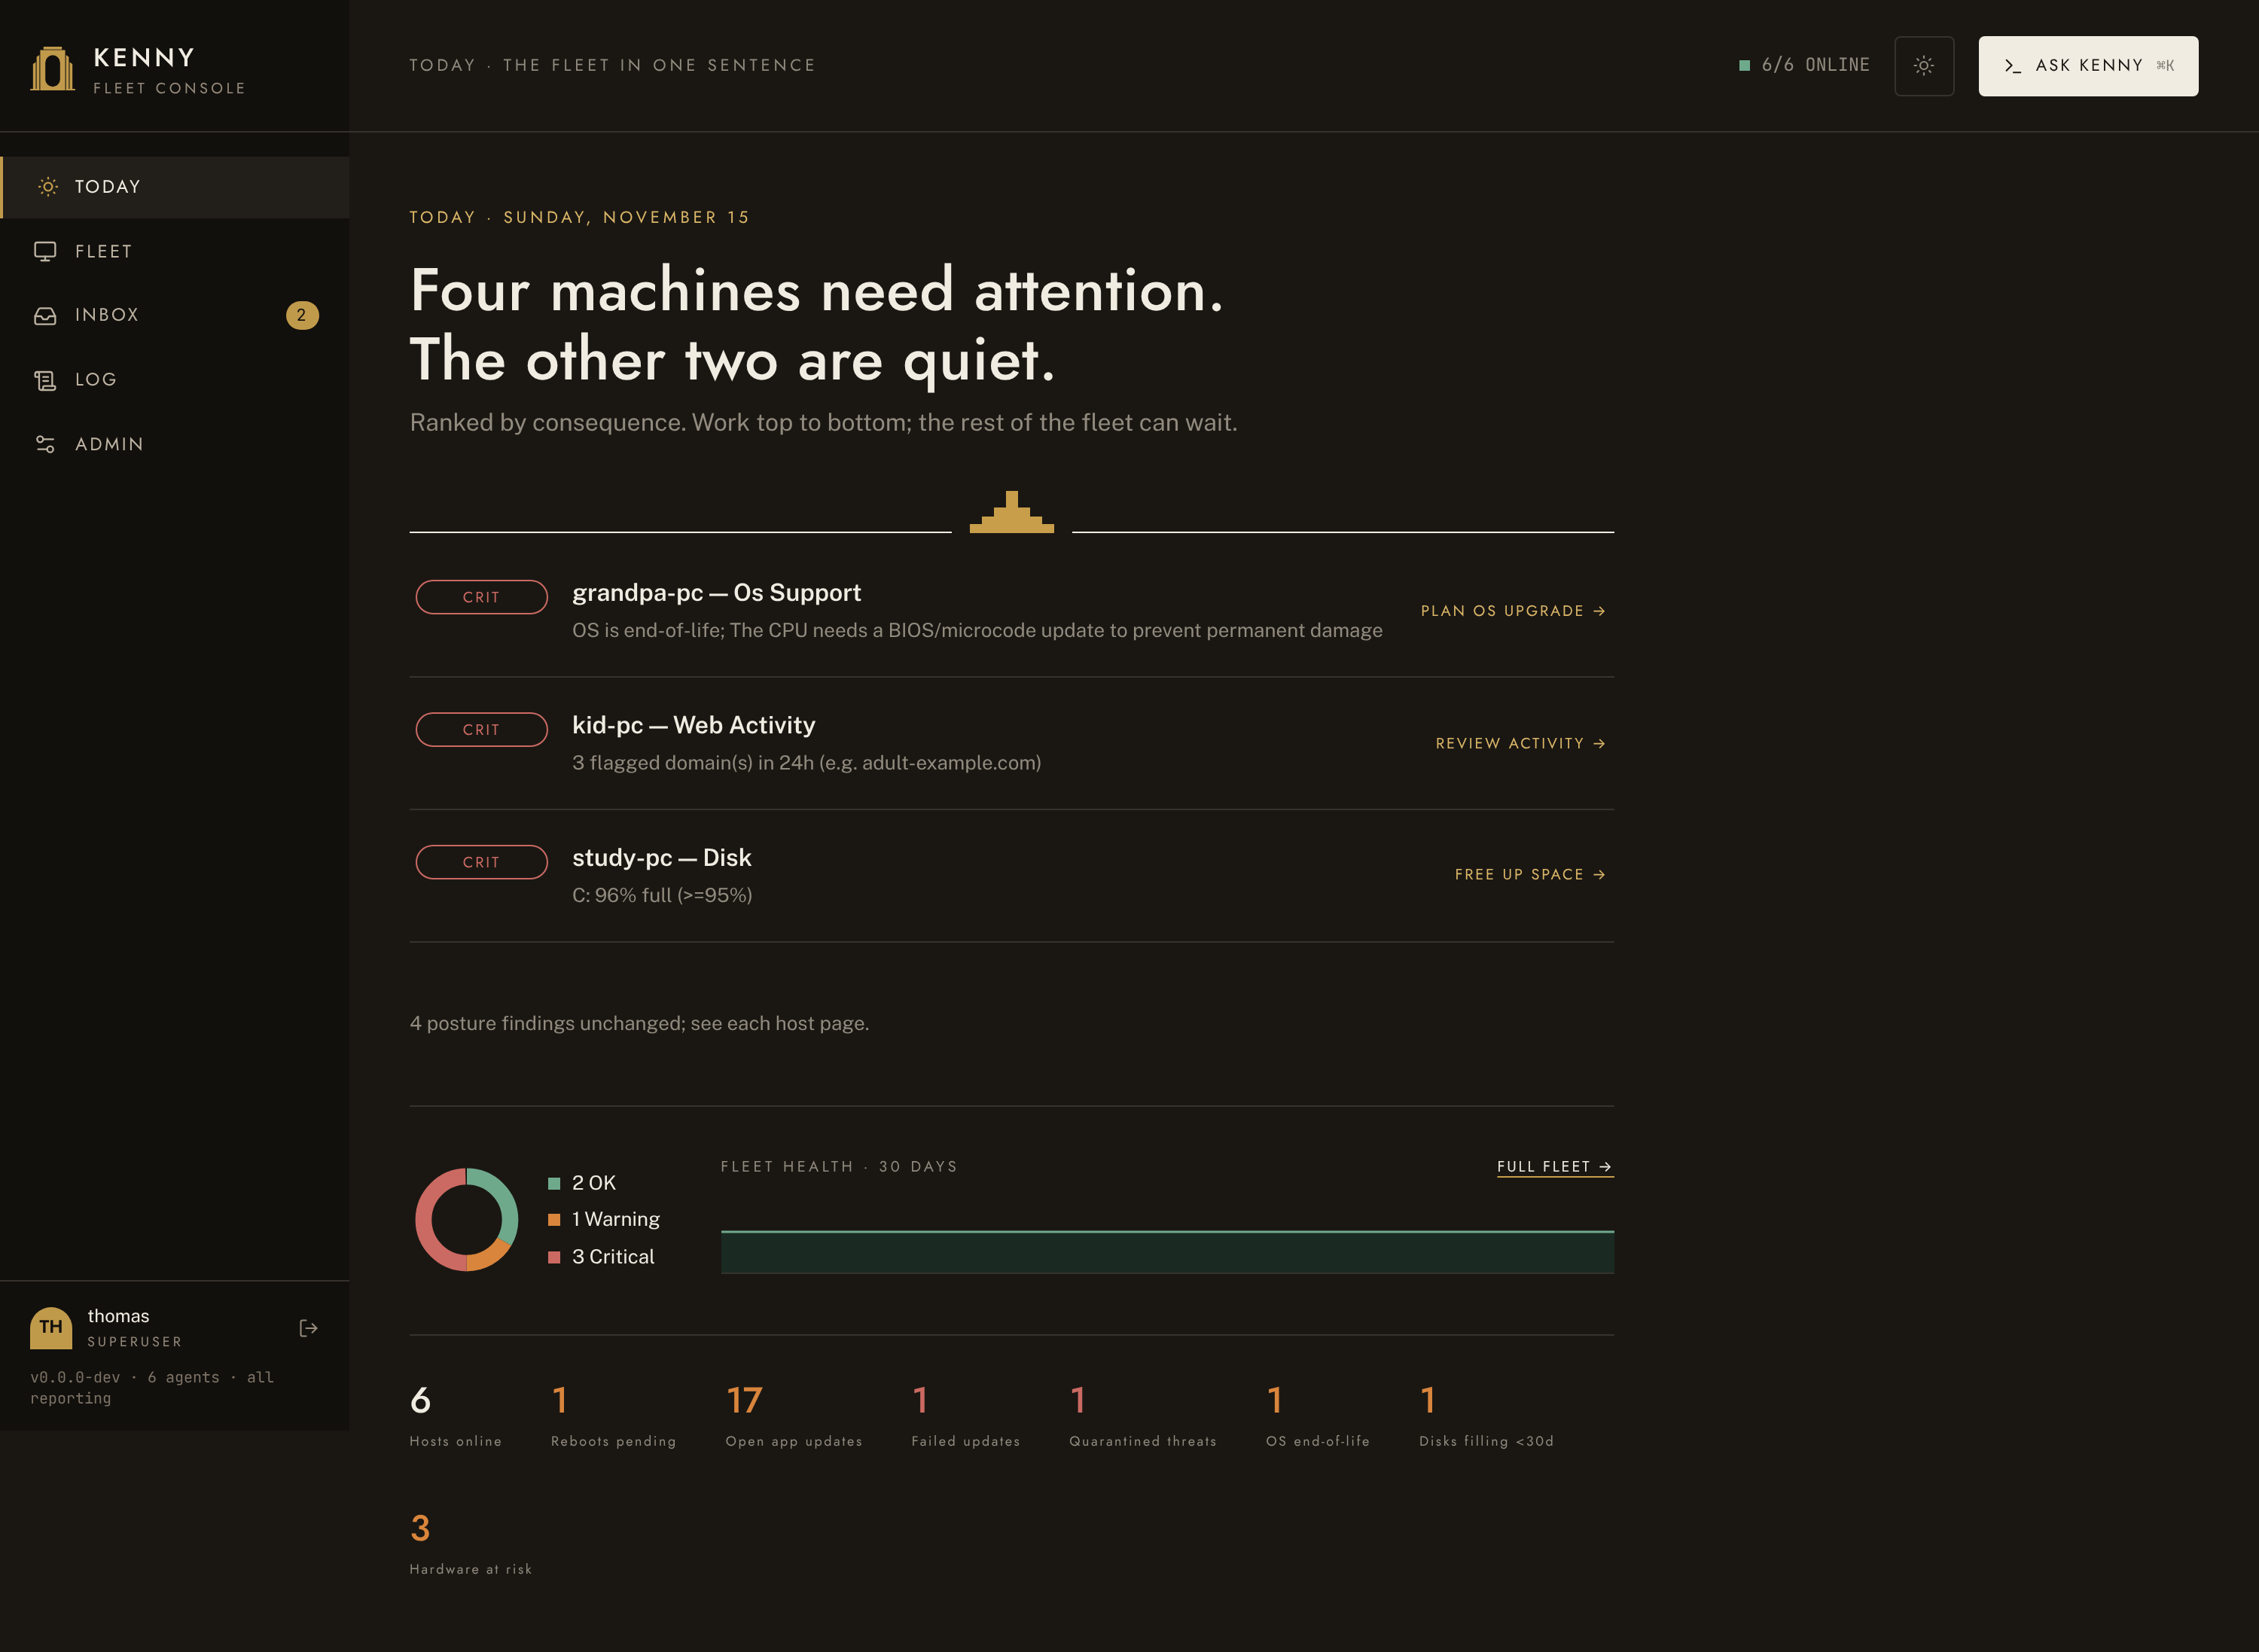 KENNY
FLEET CONSOLE
TODAY · THE FLEET IN ONE SENTENCE
6/6 ONLINE
ASK KENNY ⌘K
TODAY
FLEET
INBOX
2
LOG
ADMIN
TODAY · SUNDAY, NOVEMBER 15
Four machines need attention.
The other two are quiet.
Ranked by consequence. Work top to bottom; the rest of the fleet can wait.
CRIT
grandpa-pc — Os Support
OS is end-of-life; The CPU needs a BIOS/microcode update to prevent permanent damage
PLAN OS UPGRADE →
CRIT
kid-pc — Web Activity
3 flagged domain(s) in 24h (e.g. adult-example.com)
REVIEW ACTIVITY →
CRIT
study-pc — Disk
C: 96% full (>=95%)
FREE UP SPACE →
4 posture findings unchanged; see each host page.
2 OK
1 Warning
3 Critical
FLEET HEALTH · 30 DAYS
FULL FLEET →
TH
thomas
SUPERUSER
v0.0.0-dev · 6 agents · all
reporting
6
Hosts online
1
Reboots pending
17
Open app updates
1
Failed updates
1
Quarantined threats
1
OS end-of-life
1
Disks filling <30d
3
Hardware at risk